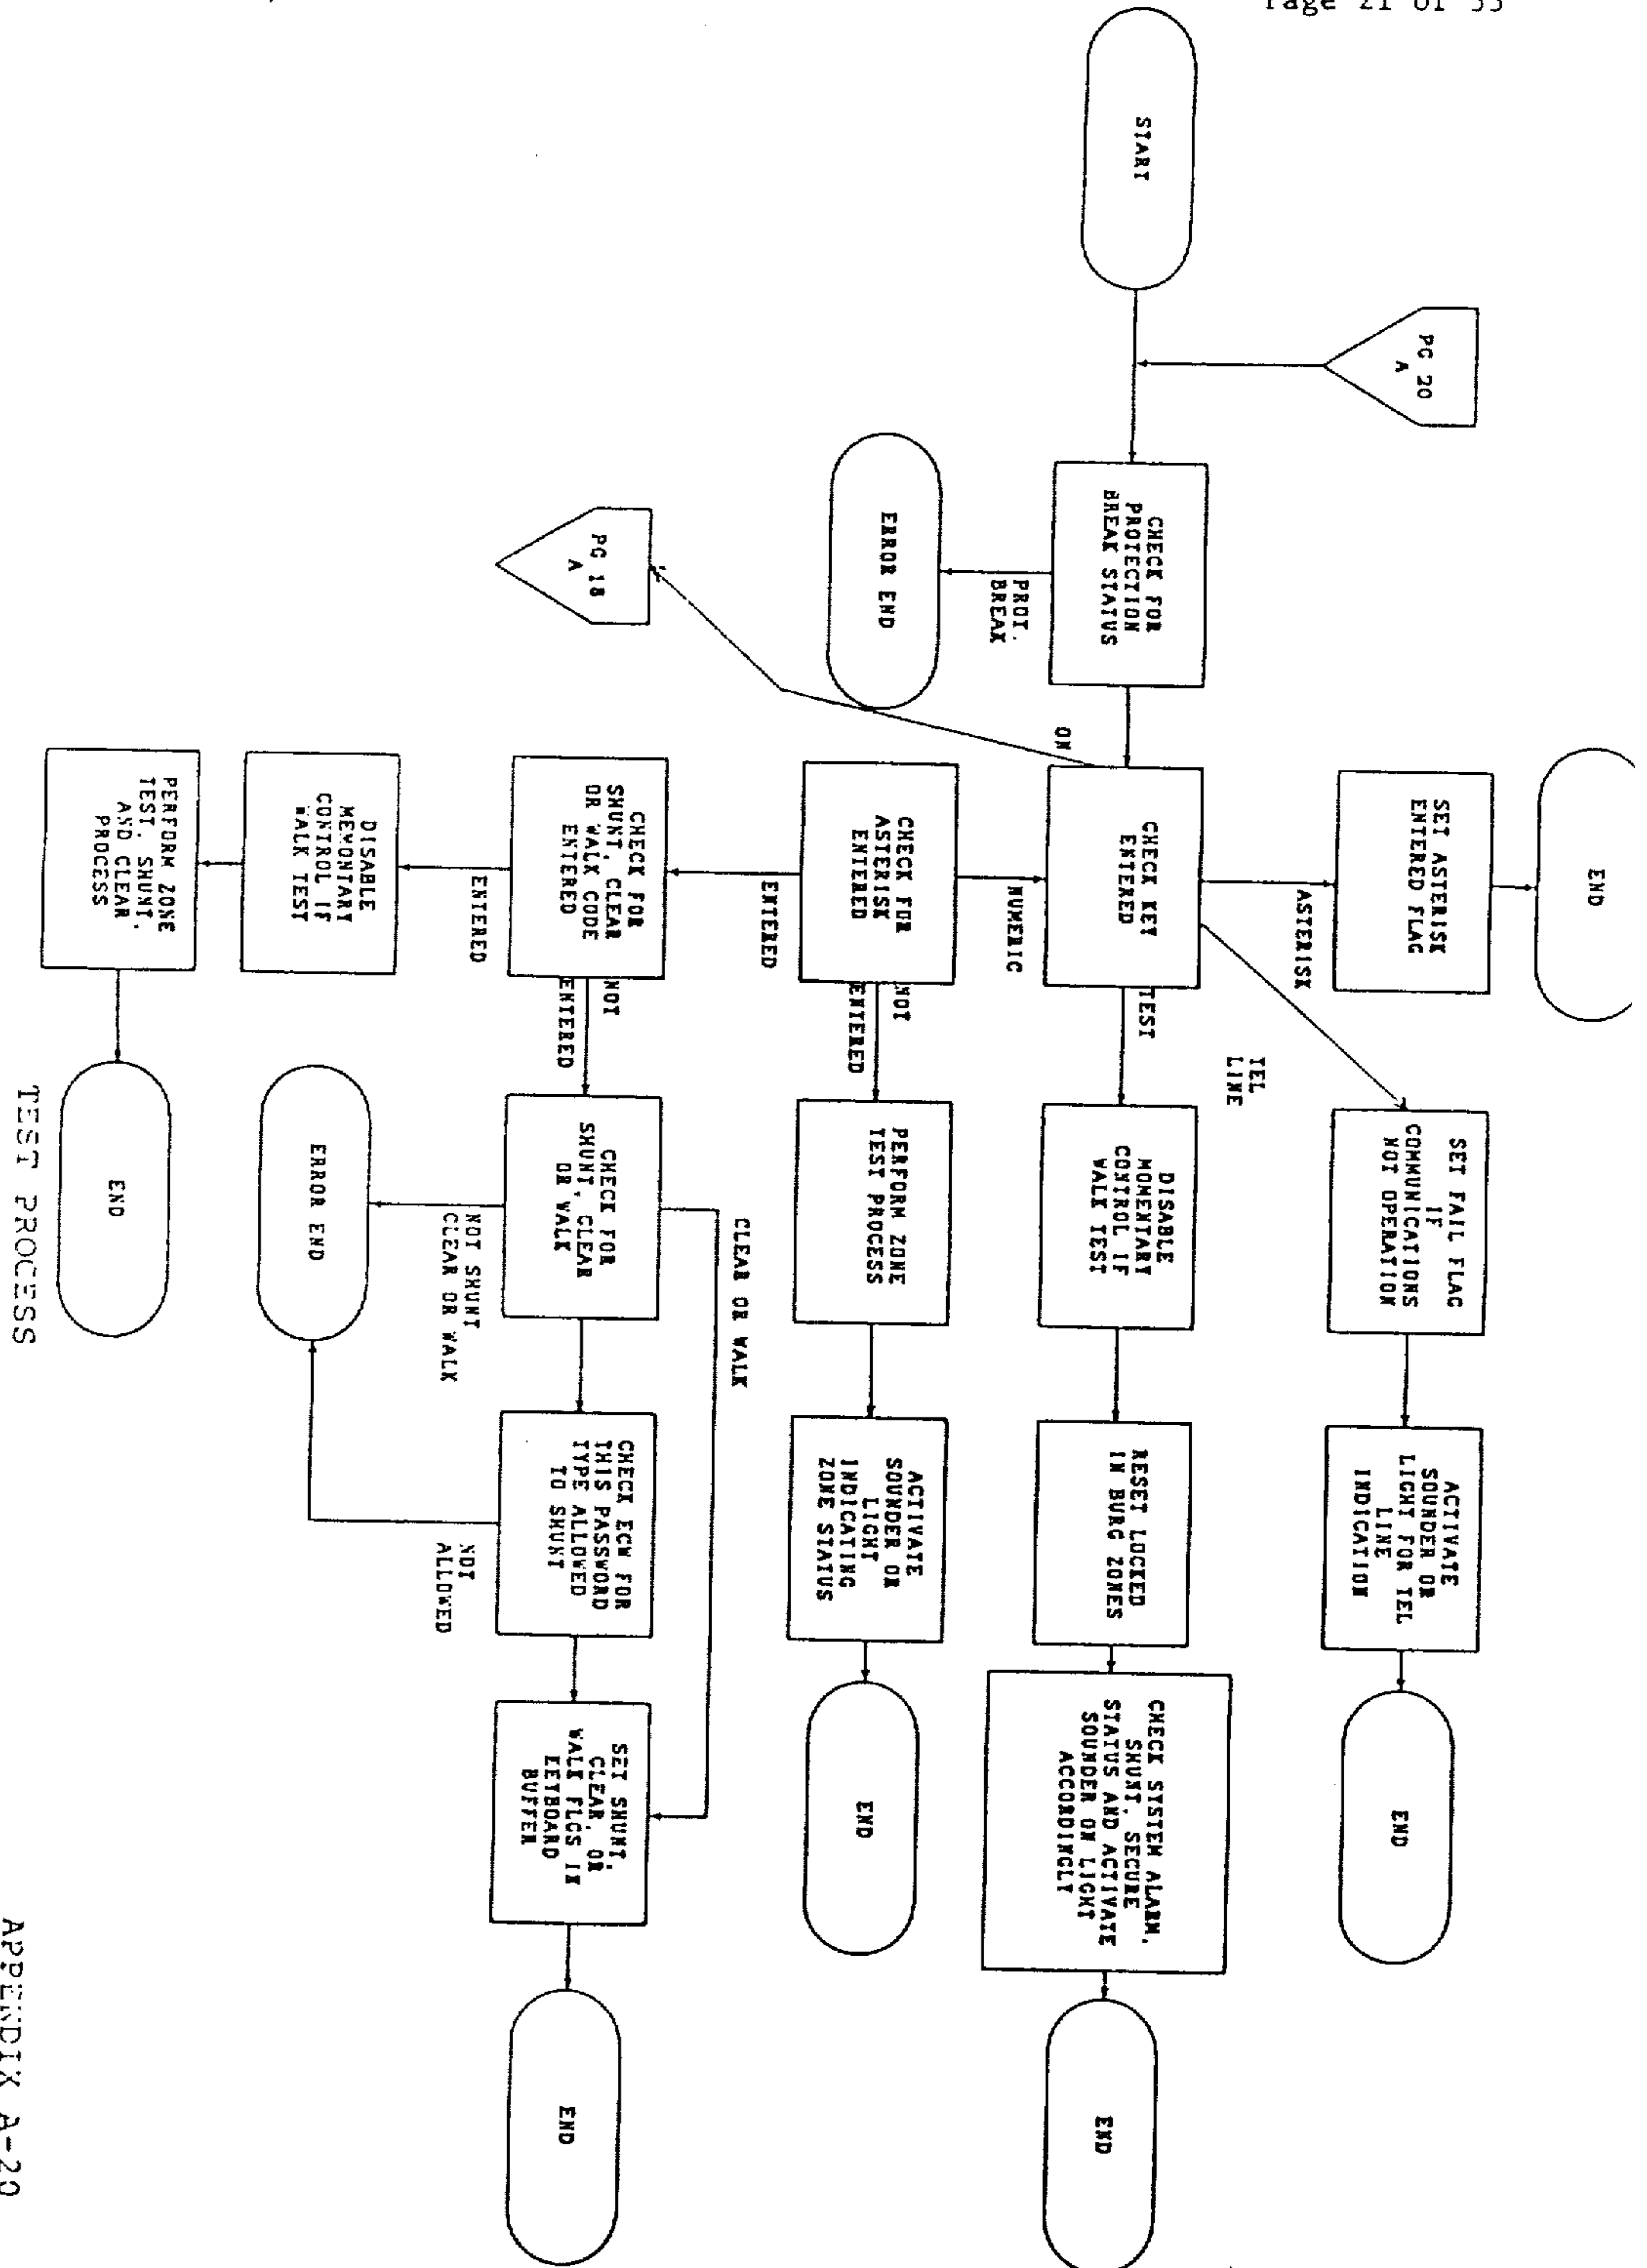 Page 21 of 55
START
PG 20
A
CHECK FOR
PROTECTION
BREAK STATUS
PROT.
BREAK
ERROR END
PG 18
A
ON
CHECK KEY
ENTERED
ASTERISK
SET ASTERISK
ENTERED FLAG
END
TEL
LINE
SET FAIL FLAG
IF
COMMUNICATIONS
NOT OPERATION
ACTIVATE
SOUNDER OR
LIGHT FOR TEL
LINE
INDICATION
END
TEST
DISABLE
MOMENTARY
CONTROL IF
WALK TEST
RESET LOCKED
IN BURG ZONES
CHECK SYSTEM ALARM,
SHUNT, SECURE
STATUS AND ACTIVATE
SOUNDER OR LIGHT
ACCORDINGLY
END
NUMERIC
CHECK FOR
ASTERISK
ENTERED
NOT
ENTERED
PERFORM ZONE
TEST PROCESS
ACTIVATE
SOUNDER OR
LIGHT
INDICATING
ZONE STATUS
END
ENTERED
CHECK FOR
SHUNT, CLEAR
OR WALK CODE
ENTERED
NOT
ENTERED
CHECK FOR
SHUNT, CLEAR
OR WALK
CLEAR OR WALK
NOT SHUNT
CLEAR OR WALK
CHECK ECW FOR
THIS PASSWORD
TYPE ALLOWED
TO SHUNT
NOT
ALLOWED
ERROR END
SET SHUNT,
CLEAR, OR
WALK FLGS IN
KEYBOARD
BUFFER
END
ENTERED
DISABLE
MEMONTARY
CONTROL IF
WALK TEST
PERFORM ZONE
TEST, SHUNT,
AND CLEAR
PROCESS
END
TEST PROCESS
APPENDIX A-20